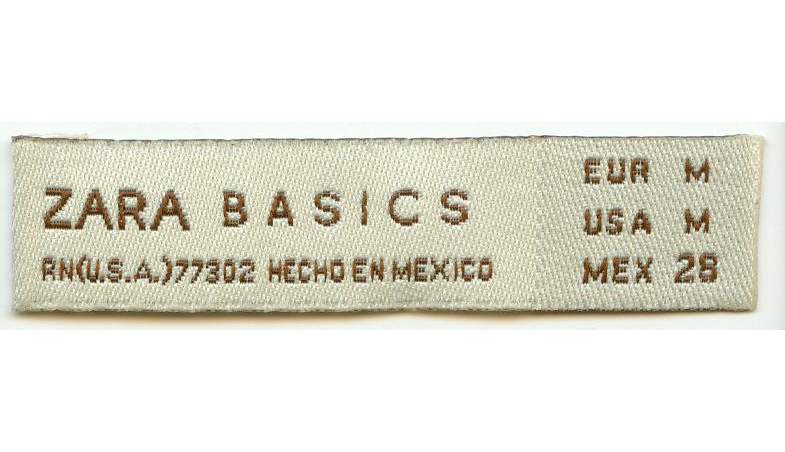 ZARA BASICS
RN(U.S.A.)77302 HECHO EN MEXICO
EUR M
USA M
MEX 28